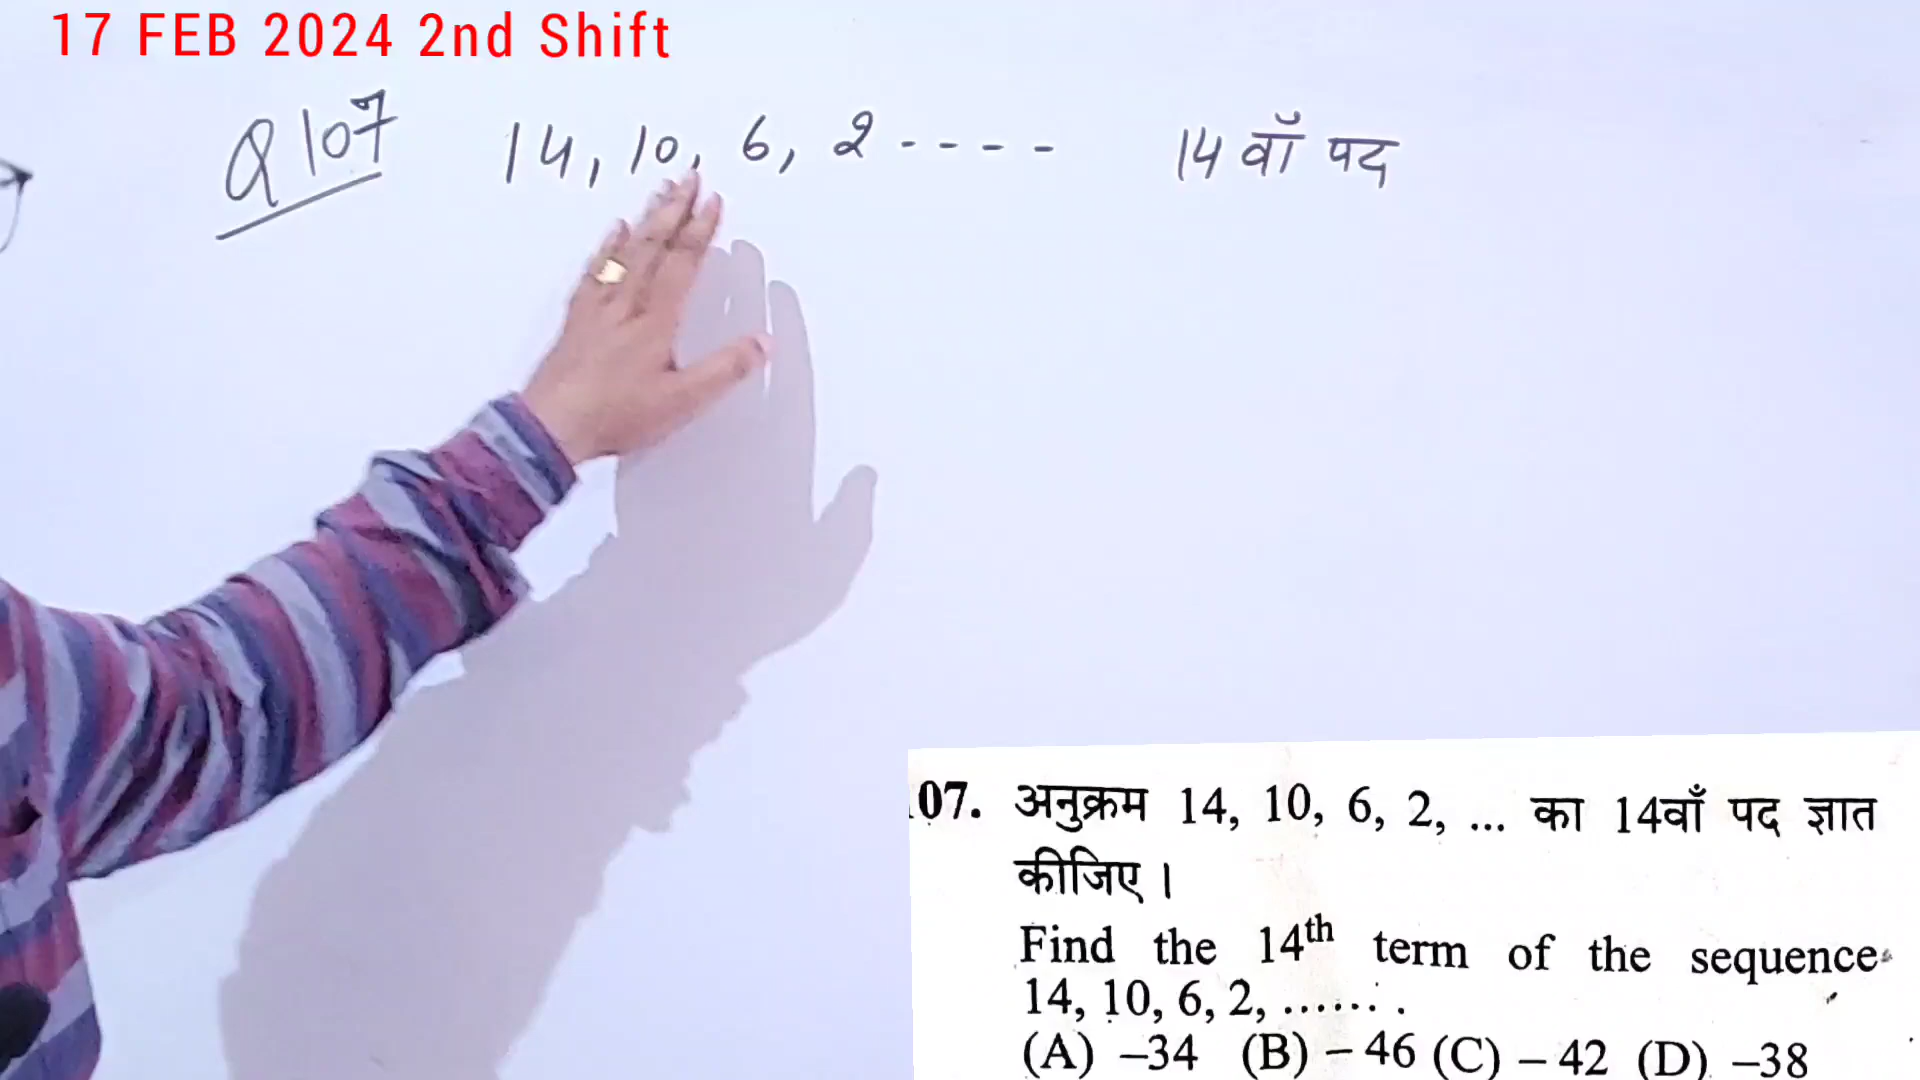 17 FEB 2024 2nd Shift
Q 107 14, 10, 6, 2 - - - - 14 वाँ पद
07. अनुक्रम 14, 10, 6, 2, ... का 14वाँ पद ज्ञात
कीजिए ।
Find the 14th term of the sequence
14, 10, 6, 2, .......
(A) –34 (B) – 46 (C) – 42 (D) –38